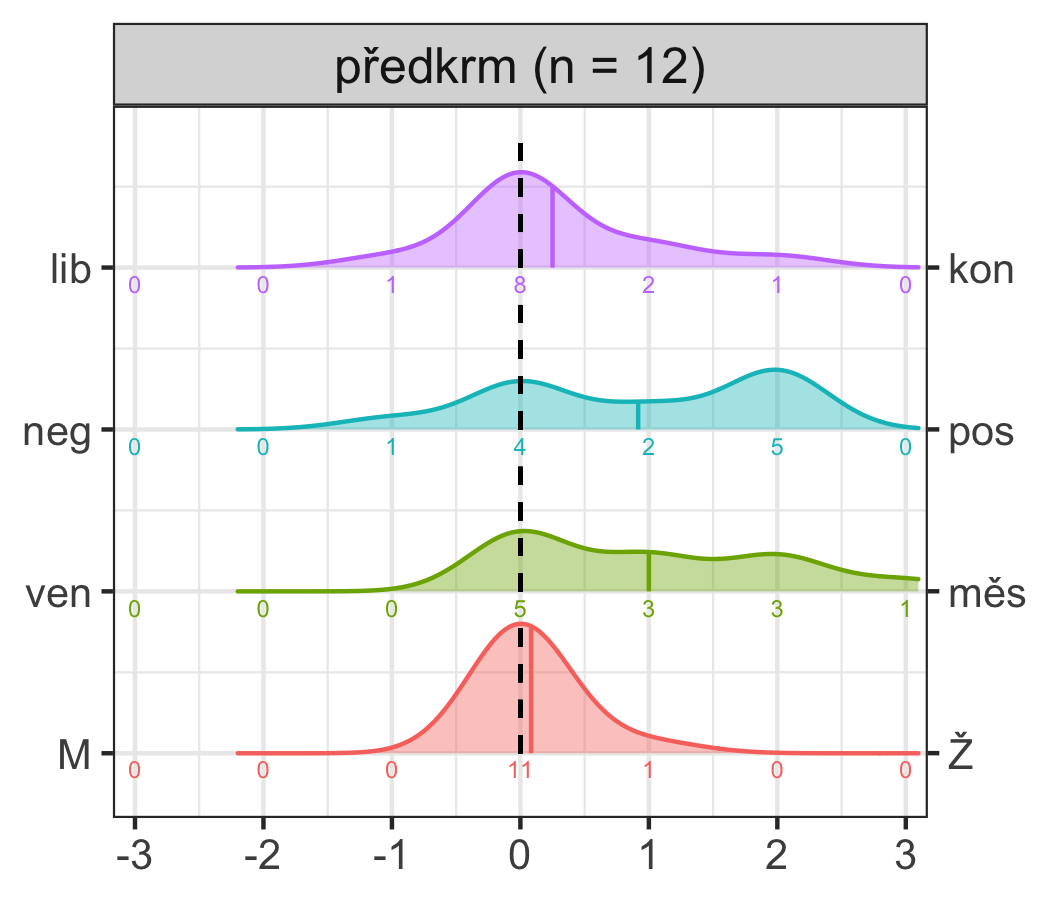 předkrm (n = 12)
lib kon
0 0 1 8 2 1 0
neg pos
0 0 1 4 2 5 0
ven měs
0 0 0 5 3 3 1
M Ž
0 0 0 11 1 0 0
-3 -2 -1 0 1 2 3